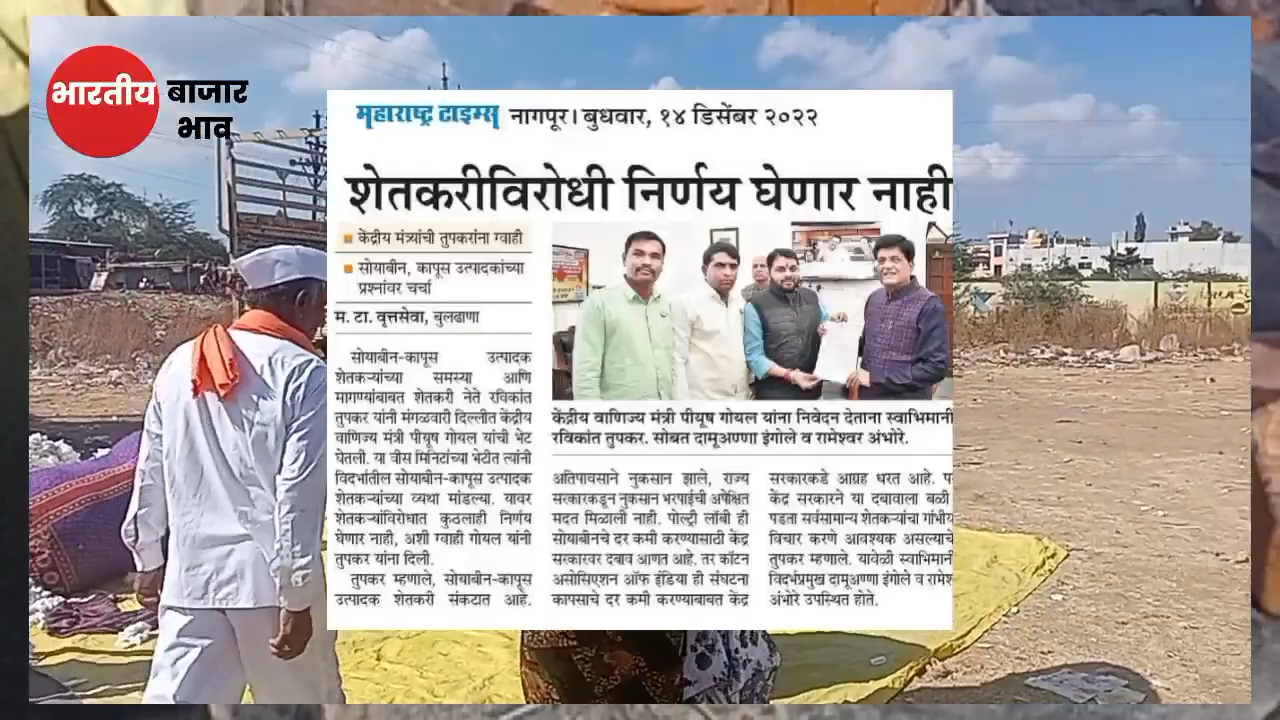 भारतीय बाजार
भाव
महाराष्ट्र टाइम्स नागपूर। बुधवार, १४ डिसेंबर २०२२
शेतकरीविरोधी निर्णय घेणार नाही
केंद्रीय मंत्र्यांची तुपकरांना ग्वाही
सोयाबीन, कापूस उत्पादकांच्या
प्रश्नांवर चर्चा
म. टा. वृत्तसेवा, बुलढाणा
सोयाबीन-कापूस उत्पादक
शेतकऱ्यांच्या समस्या आणि
मागण्यांबाबत शेतकरी नेते रविकांत
तुपकर यांनी मंगळवारी दिल्लीत केंद्रीय
वाणिज्य मंत्री पीयूष गोयल यांची भेट
घेतली. या वीस मिनिटांच्या भेटीत त्यांनी
विदर्भातील सोयाबीन-कापूस उत्पादक
शेतकऱ्यांच्या व्यथा मांडल्या. यावर
शेतकऱ्यांविरोधात कुठलाही निर्णय
घेणार नाही, अशी ग्वाही गोयल यांनी
तुपकर यांना दिली.
तुपकर म्हणाले, सोयाबीन-कापूस
उत्पादक शेतकरी संकटात आहे.
केंद्रीय वाणिज्य मंत्री पीयूष गोयल यांना निवेदन देताना स्वाभिमानी
रविकांत तुपकर. सोबत दामूअण्णा इंगोले व रामेश्वर अंभोरे.
अतिपावसाने नुकसान झाले, राज्य
सरकारकडून नुकसान भरपाईची अपेक्षित
मदत मिळाली नाही. पोल्ट्री लॉबी ही
सोयाबीनचे दर कमी करण्यासाठी केंद्र
सरकारवर दबाव आणत आहे. तर कॉटन
असोसिएशन ऑफ इंडिया ही संघटना
कापसाचे दर कमी करण्याबाबत केंद्र
सरकारकडे आग्रह धरत आहे.
केंद्र सरकारने या दबावाला बळी
पडता सर्वसामान्य शेतकऱ्यांचा
विचार करणे आवश्यक
तुपकर म्हणाले. यावेळी स्वाभिमानी
विदर्भप्रमुख दामूअण्णा इंगोले व
अंभोरे उपस्थित होते.